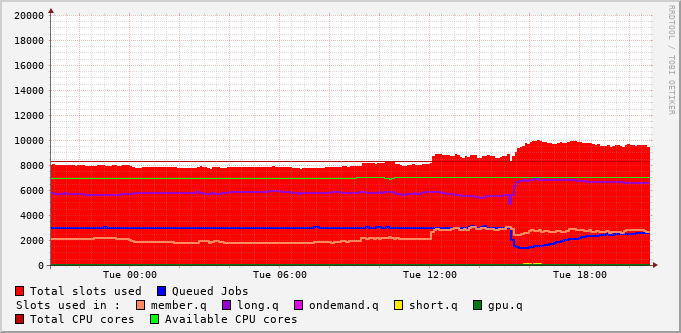 RRDTOOL / TOBI OETIKER
20000
18000
16000
14000
12000
10000
8000
6000
4000
2000
0
Tue 00:00 Tue 06:00 Tue 12:00 Tue 18:00
Total slots used Queued Jobs
Slots used in : member.q long.q ondemand.q short.q gpu.q
Total CPU cores Available CPU cores